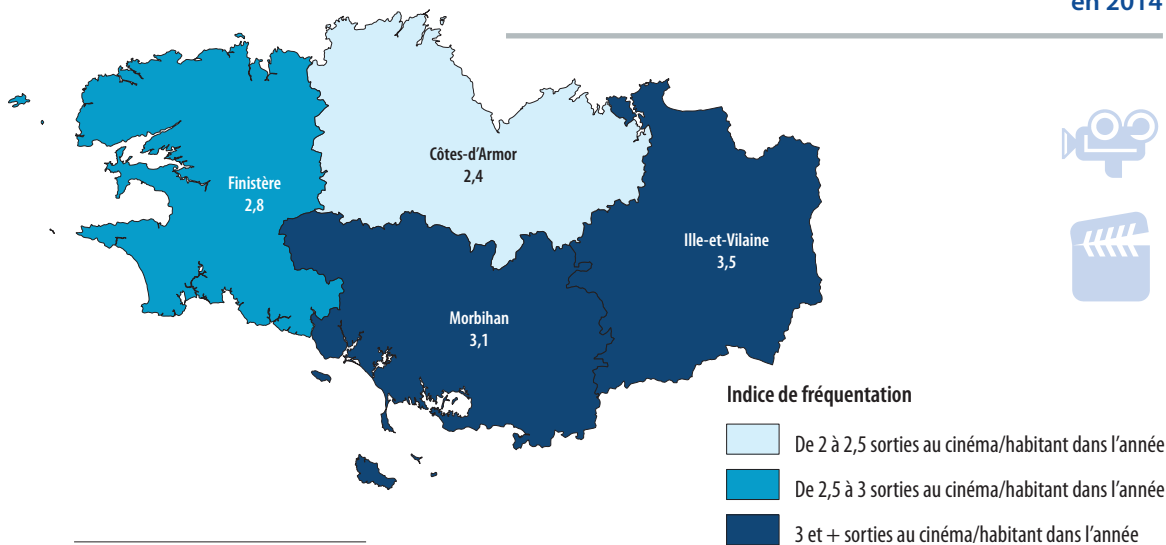 en 2014
Côtes-d'Armor
2,4
Finistère
2,8
Ille-et-Vilaine
3,5
Morbihan
3,1
Indice de fréquentation
De 2 à 2,5 sorties au cinéma/habitant dans l'année
De 2,5 à 3 sorties au cinéma/habitant dans l'année
3 et + sorties au cinéma/habitant dans l'année